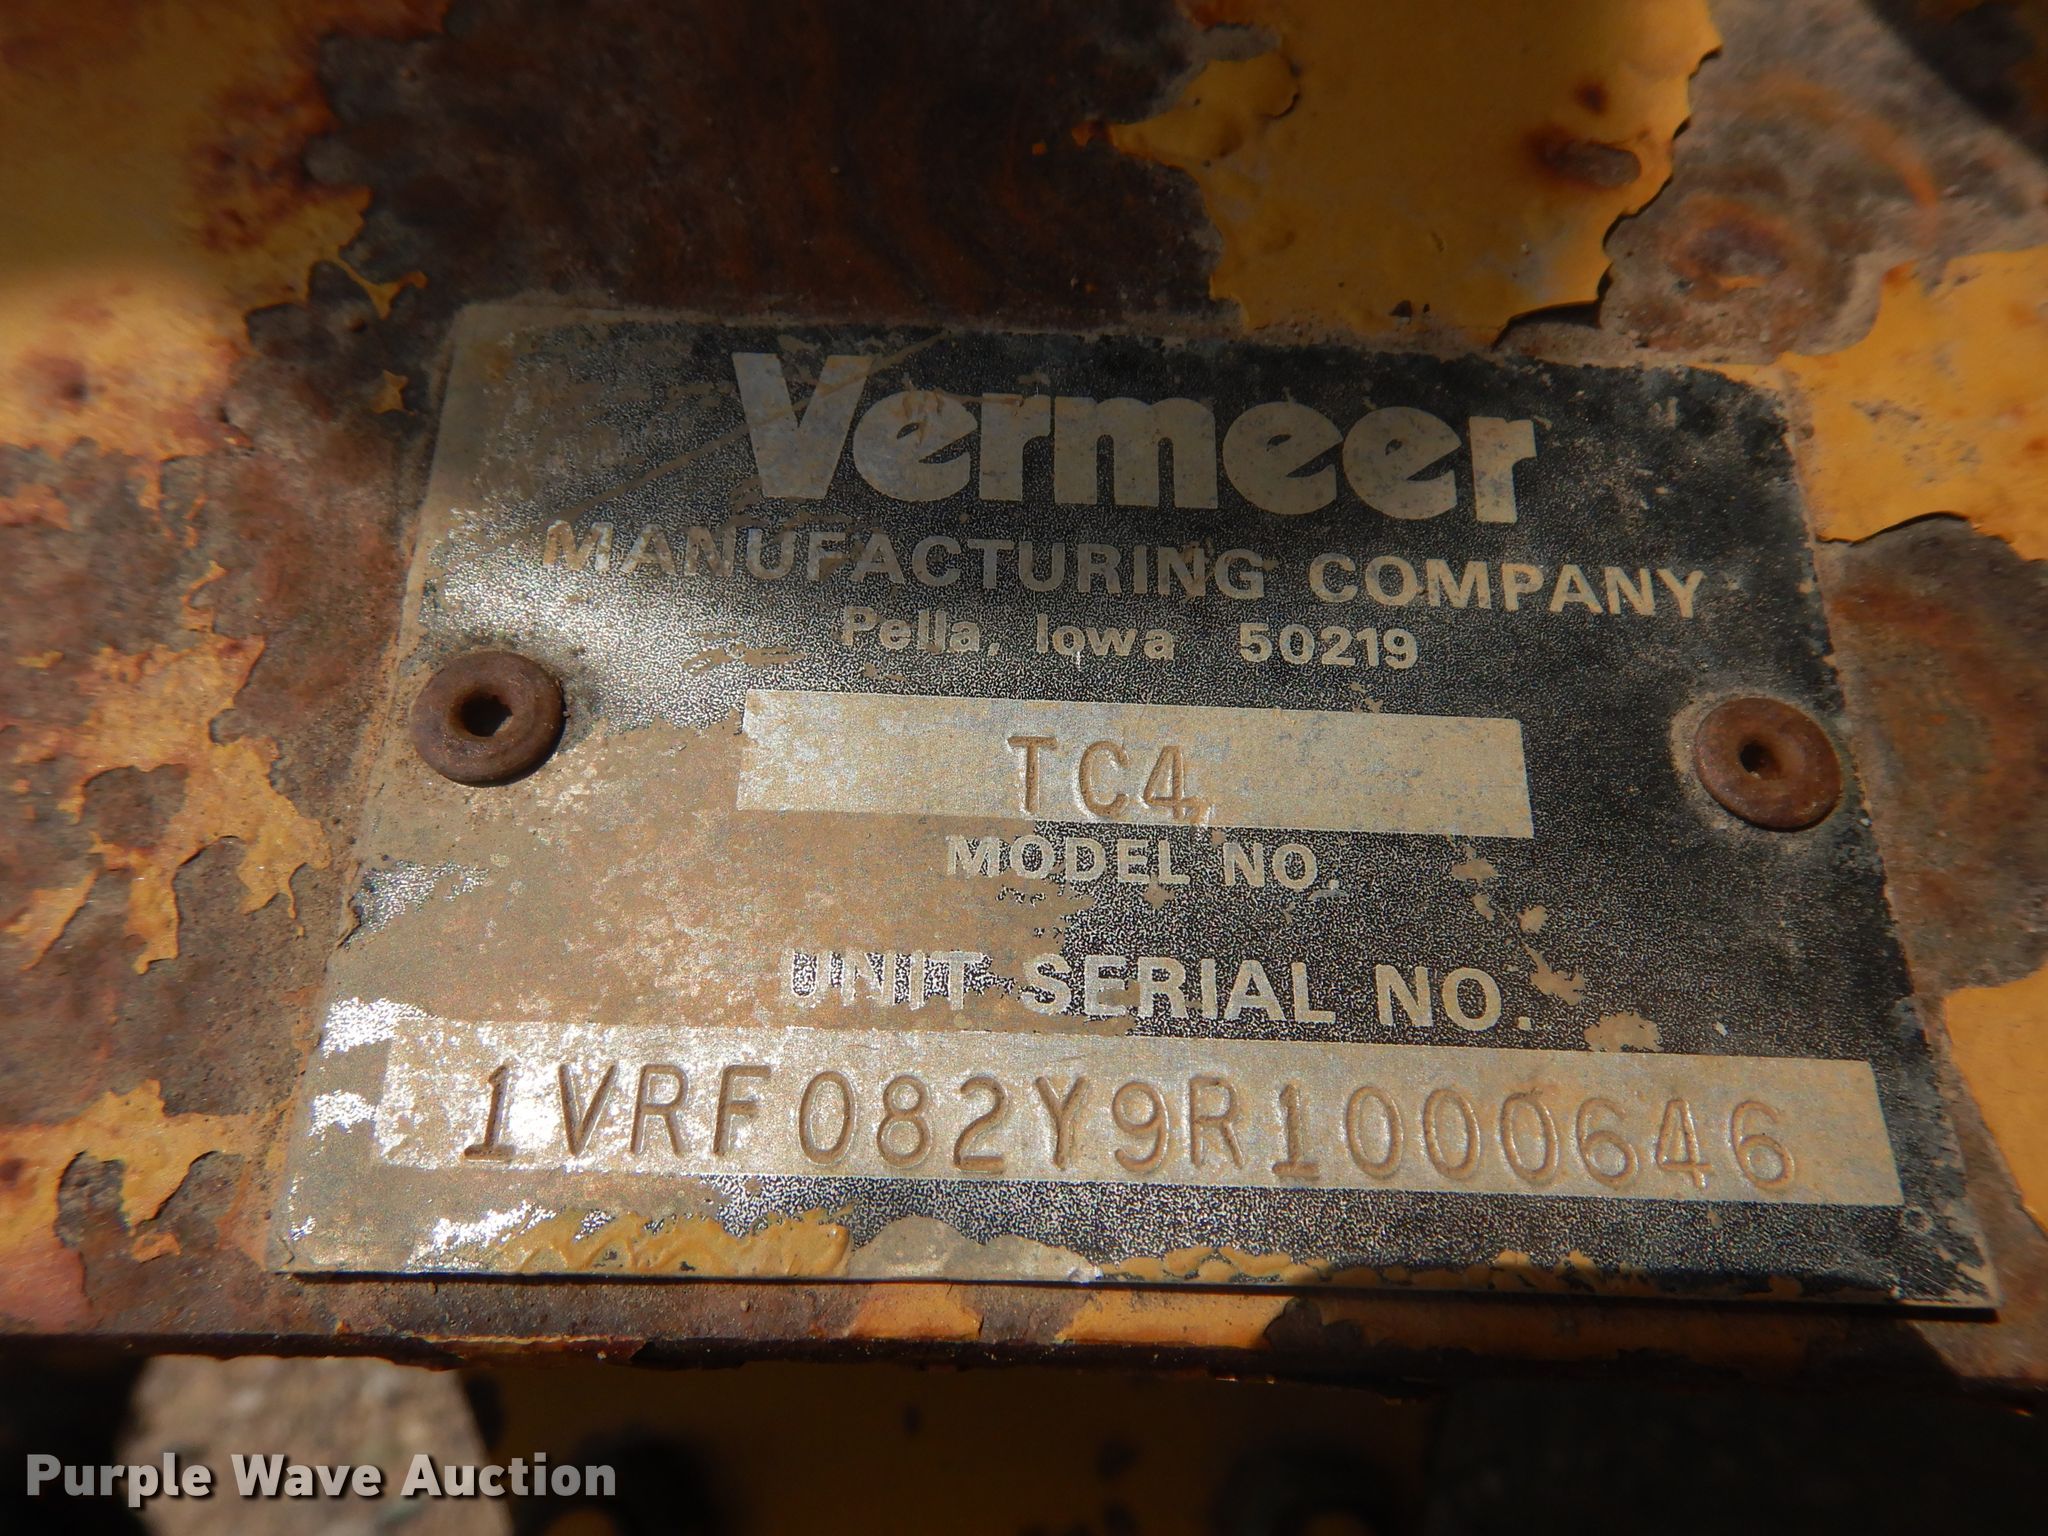 Vermeer
MANUFACTURING COMPANY
Pella, Iowa 50219
TC4
MODEL NO.
UNIT SERIAL NO.
1VRF082Y9R1000646
Purple Wave Auction